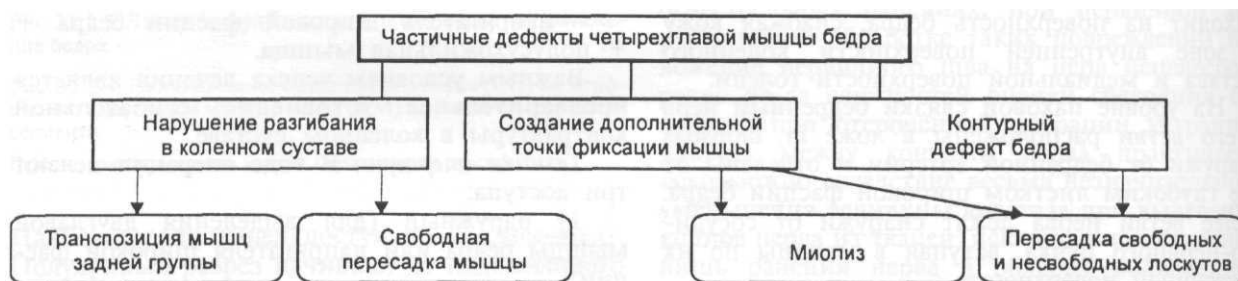 Частичные дефекты четырехглавой мышцы бедра
Нарушение разгибания
в коленном суставе
Создание дополнительной
точки фиксации мышцы
Контурный
дефект бедра
Транспозиция мышц
задней группы
Свободная
пересадка мышцы
Миолиз
Пересадка свободных
и несвободных лоскутов